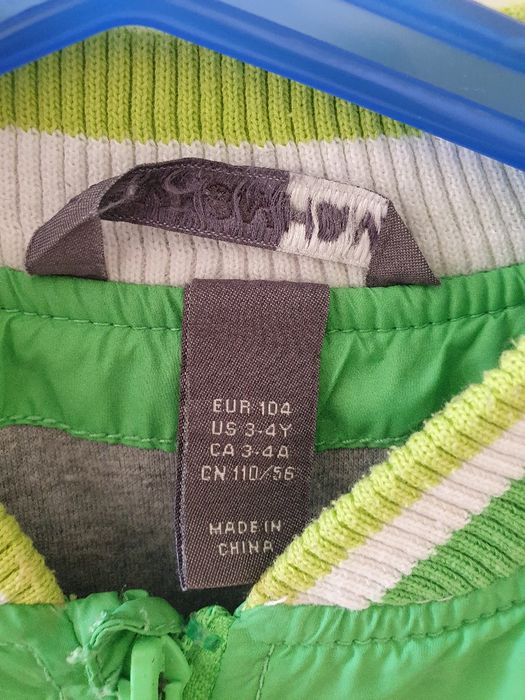 EUR 104
US 3-4Y
CA 3-4A
CN 110/56
MADE IN
CHINA